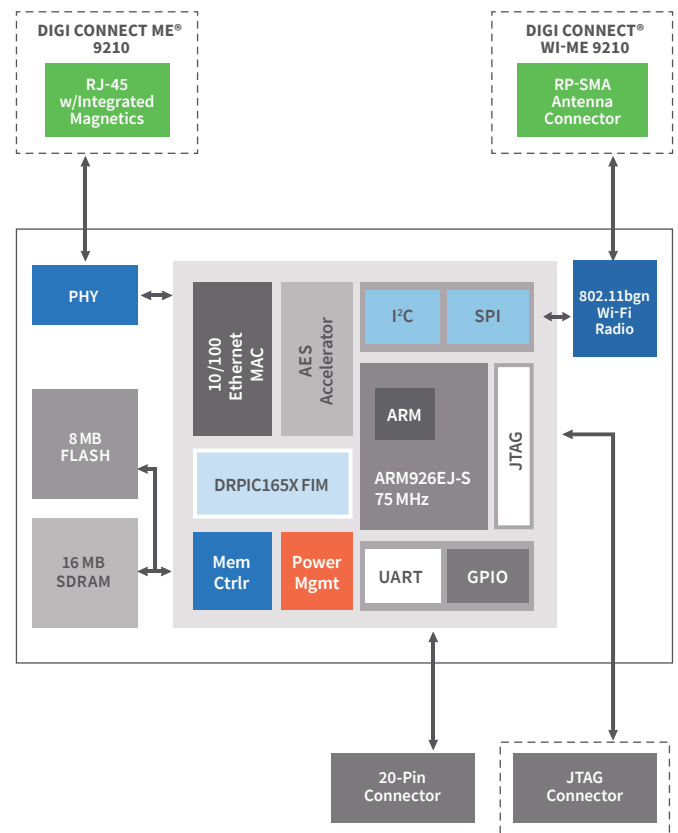 DIGI CONNECT ME®
9210
RJ-45
w/Integrated
Magnetics
DIGI CONNECT®
WI-ME 9210
RP-SMA
Antenna
Connector
PHY
10/100
Ethernet
MAC
AES
Accelerator
I²C
SPI
802.11bgn
Wi-Fi
Radio
8 MB
FLASH
ARM
ARM926EJ-S
75 MHz
JTAG
DRPIC165X FIM
16 MB
SDRAM
Mem
Ctrlr
Power
Mgmt
UART
GPIO
20-Pin
Connector
JTAG
Connector